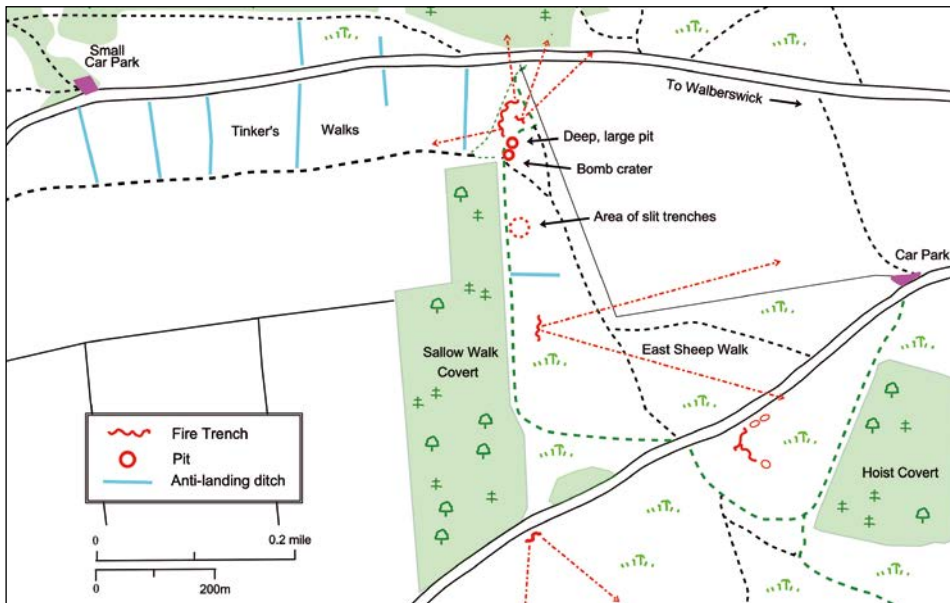 Small
Car Park
To Walberswick
Tinker's Walks
Deep, large pit
Bomb crater
Area of slit trenches
Car Park
Sallow Walk
Covert
East Sheep Walk
Hoist Covert
Fire Trench
Pit
Anti-landing ditch
0 0.2 mile
0 200m